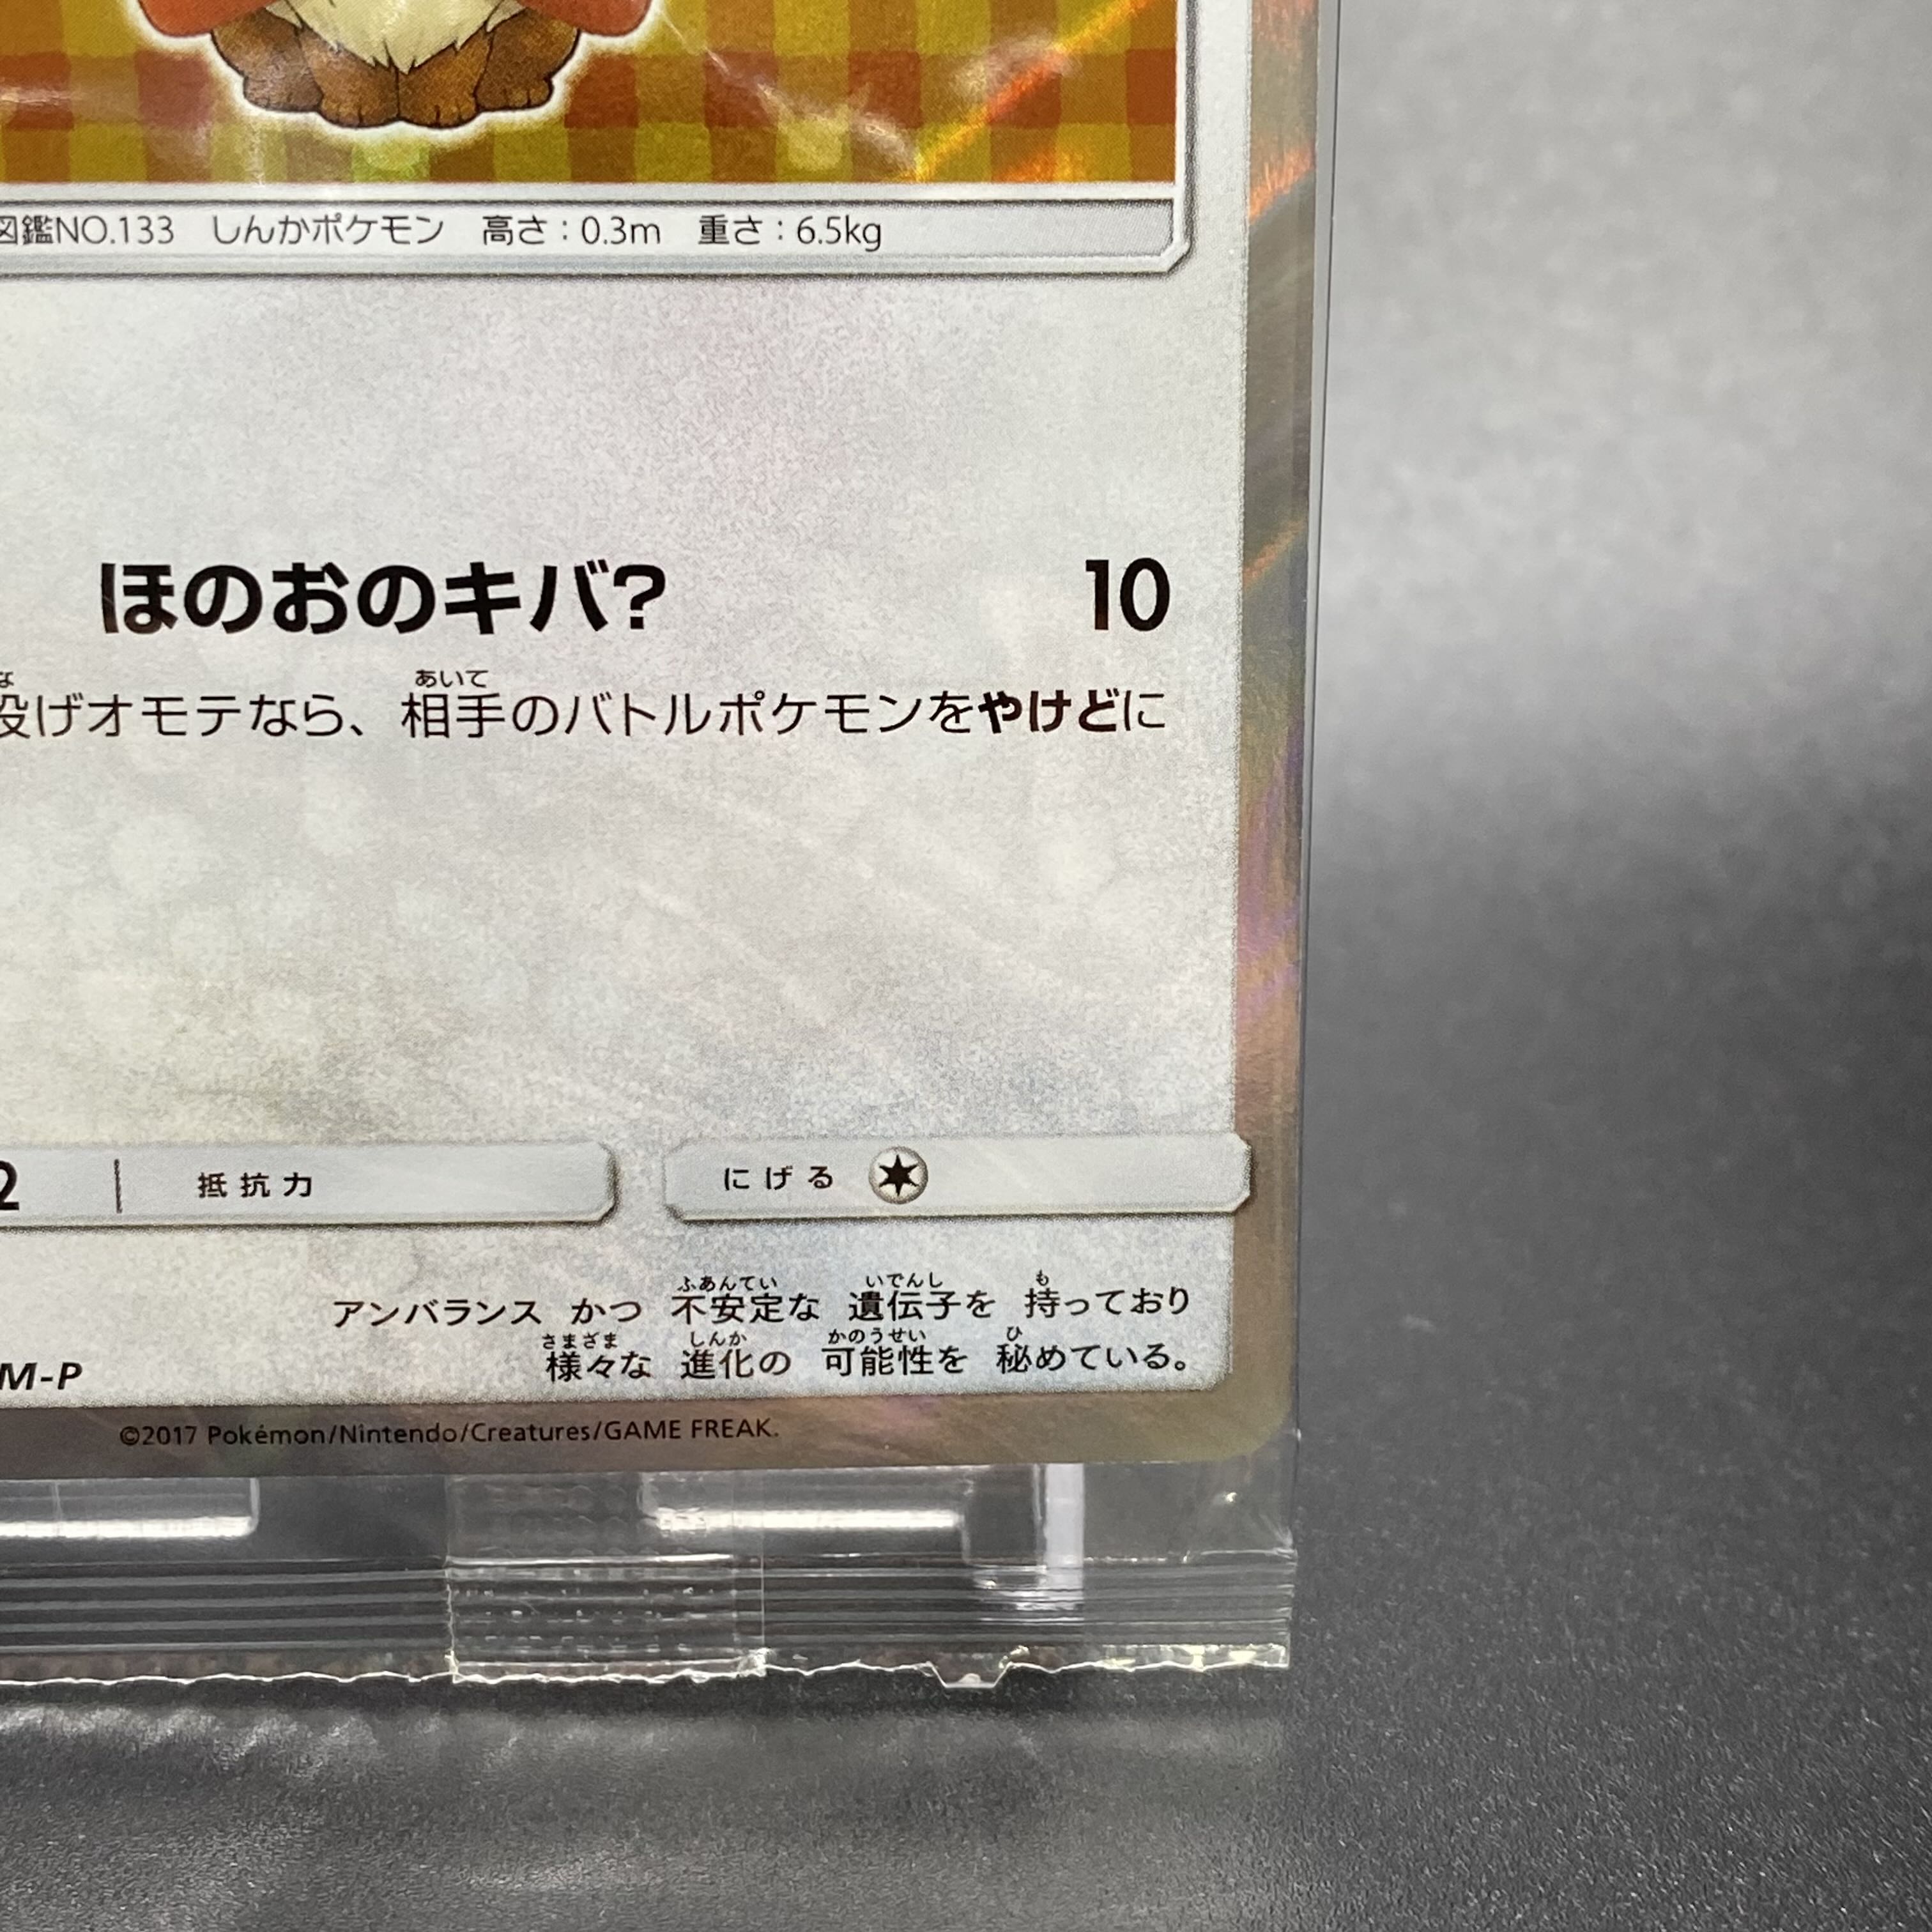 図鑑NO.133 しんかポケモン 高さ：0.3m 重さ：6.5kg
ほのおのキバ? 10
な あいて
投げオモテなら、相手のバトルポケモンをやけどに
2 抵抗力 にげる
ふあんてい いでんし も
アンバランス かつ 不安定な 遺伝子を 持っており
さまざま しんか かのうせい ひ
様々な 進化の 可能性を 秘めている。
M-P
©2017 Pokémon/Nintendo/Creatures/GAME FREAK.